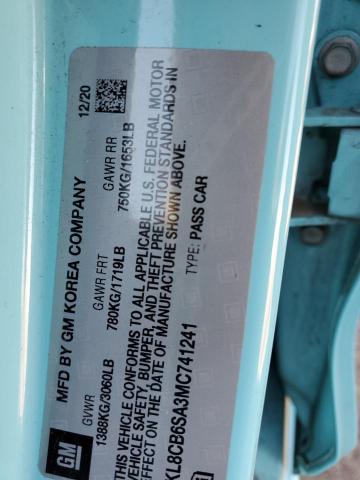 GM
MFD BY GM KOREA COMPANY
12/20
GVWR
GAWR FRT
GAWR RR
1388KG/3060LB
780KG/1719LB
750KG/1653LB
THIS VEHICLE CONFORMS TO ALL APPLICABLE U.S. FEDERAL MOTOR
VEHICLE SAFETY, BUMPER, AND THEFT PREVENTION STANDARDS IN
EFFECT ON THE DATE OF MANUFACTURE SHOWN ABOVE.
KL8CB6SA3MC741241
TYPE: PASS CAR